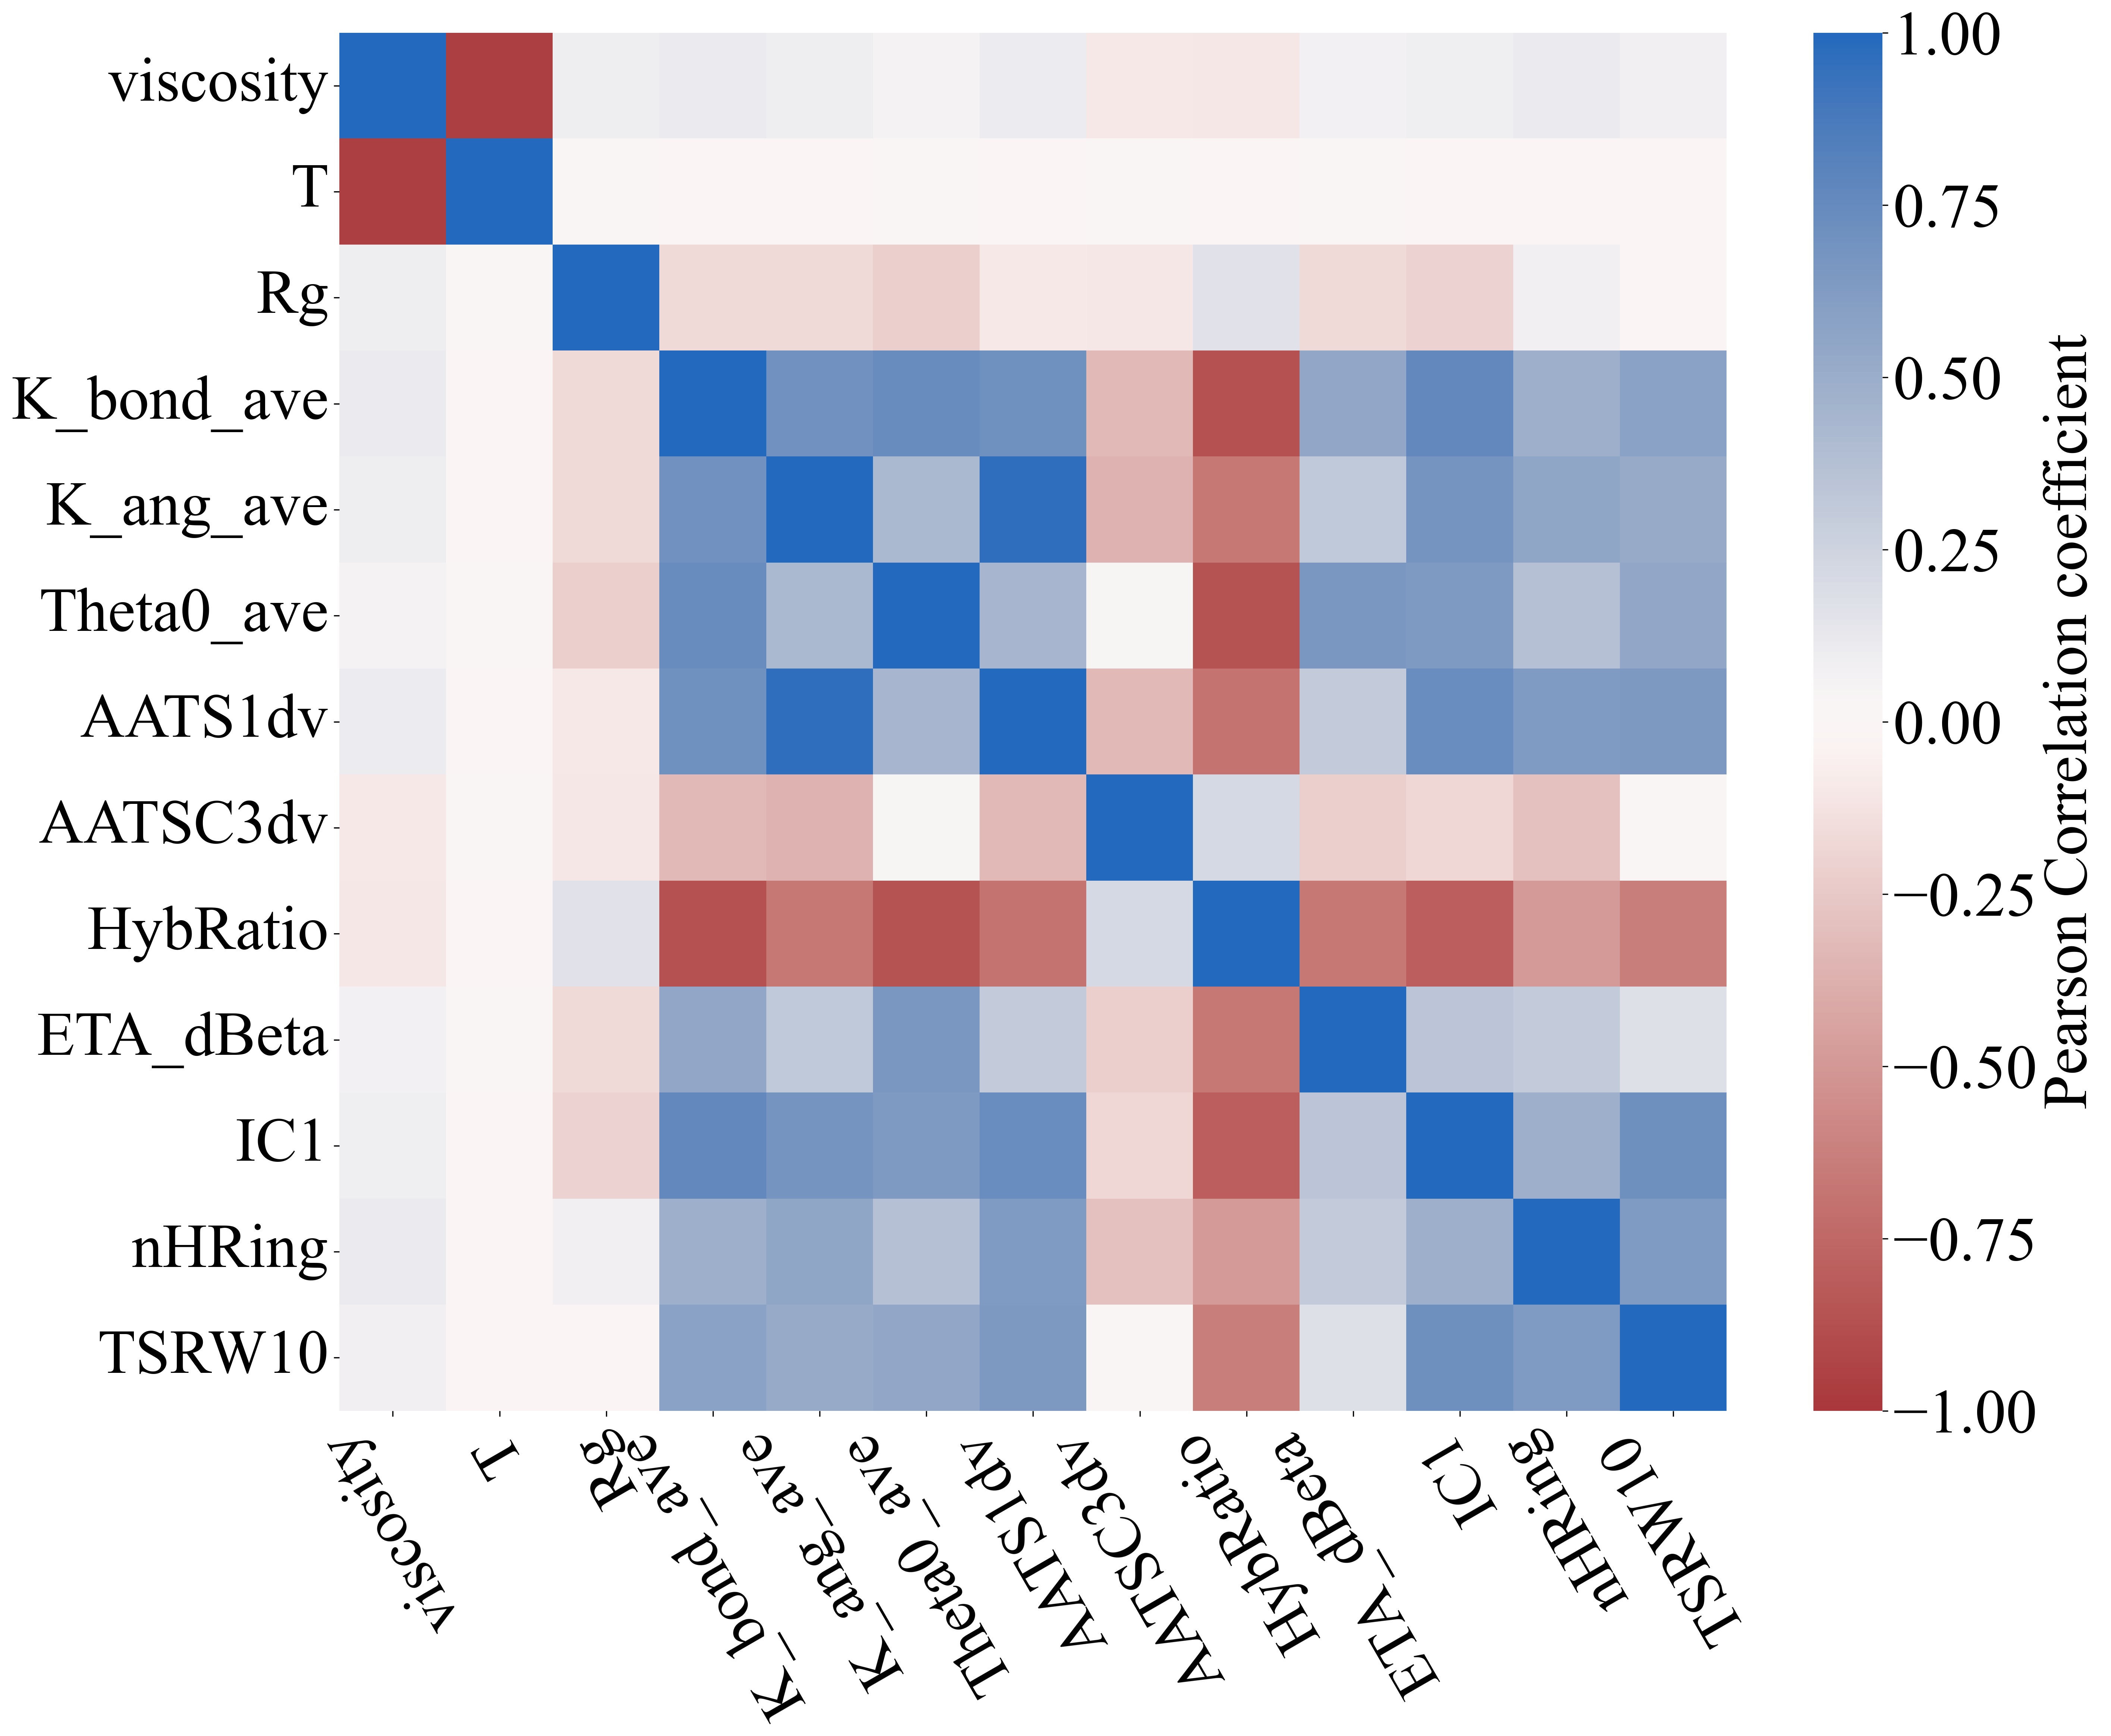 viscosity
T
Rg
K_bond_ave
K_ang_ave
Theta0_ave
AATS1dv
AATSC3dv
HybRatio
ETA_dBeta
IC1
nHRing
TSRW10
viscosity
T
Rg
K_bond_ave
K_ang_ave
Theta0_ave
AATS1dv
AATSC3dv
HybRatio
ETA_dBeta
IC1
nHRing
TSRW10
1.00
0.75
0.50
0.25
0.00
−0.25
−0.50
−0.75
−1.00
Pearson Correlation coefficient